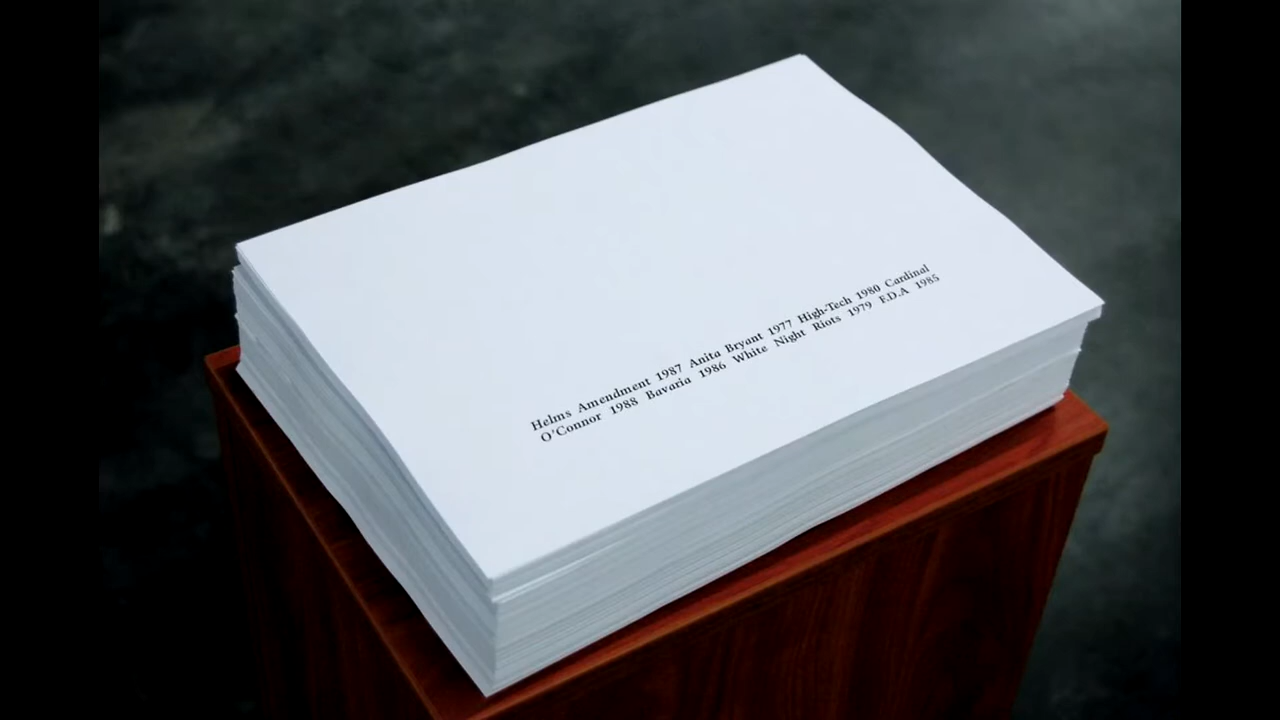 Helms Amendment 1987 Anita Bryant 1977 High-Tech 1980 Cardinal
O'Connor 1988 Bavaria 1986 White Night Riots 1979 F.D.A 1985